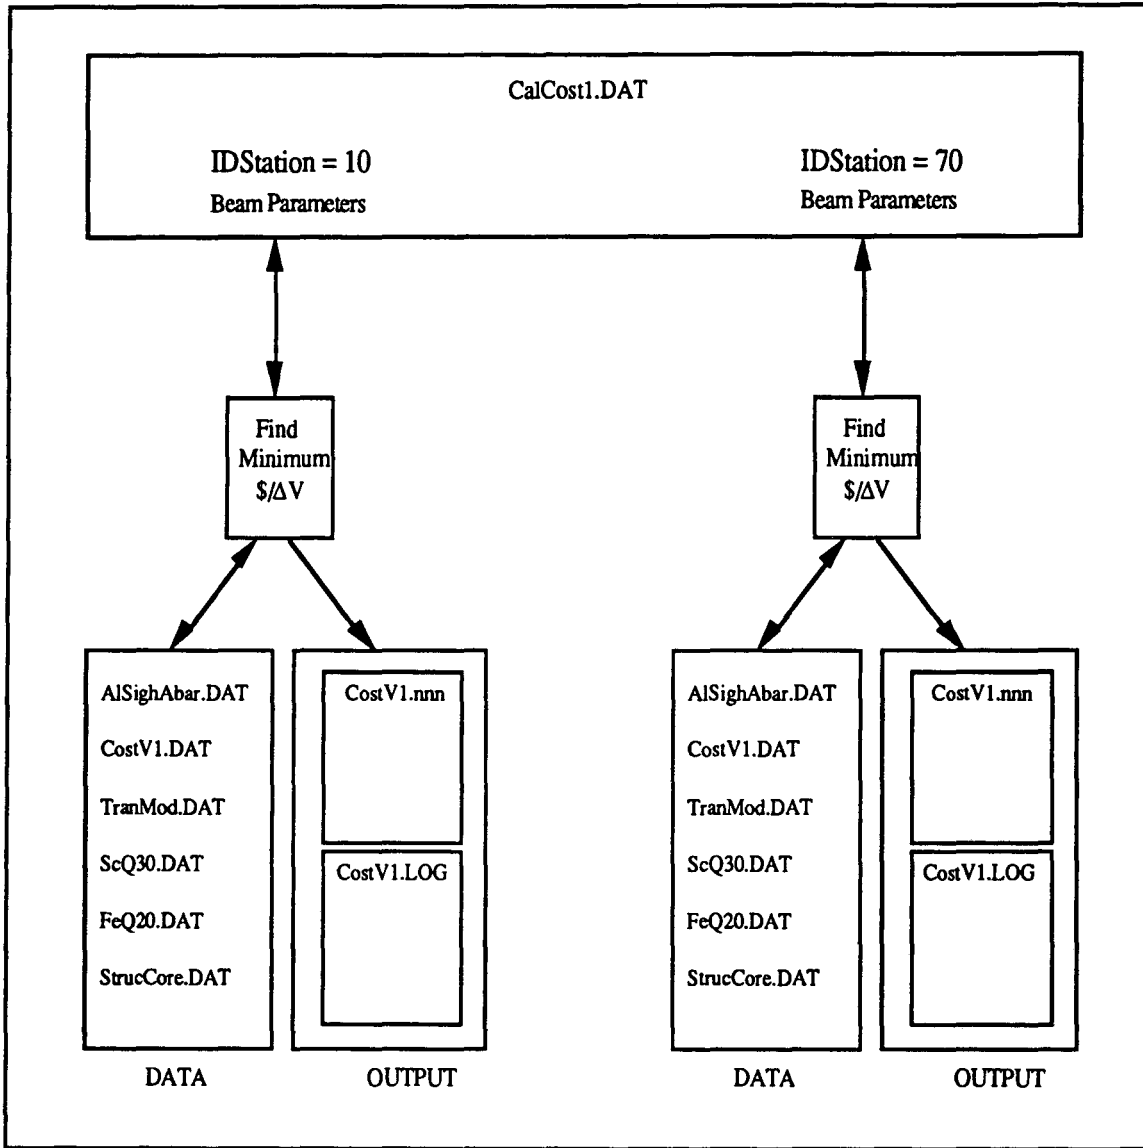 CalCost1.DAT
IDStation = 10
Beam Parameters
IDStation = 70
Beam Parameters
Find
Minimum
$/ΔV
Find
Minimum
$/ΔV
AlSighAbar.DAT
CostV1.DAT
TranMod.DAT
ScQ30.DAT
FeQ20.DAT
StrucCore.DAT
CostV1.nnn
CostV1.LOG
DATA
OUTPUT
AlSighAbar.DAT
CostV1.DAT
TranMod.DAT
ScQ30.DAT
FeQ20.DAT
StrucCore.DAT
CostV1.nnn
CostV1.LOG
DATA
OUTPUT